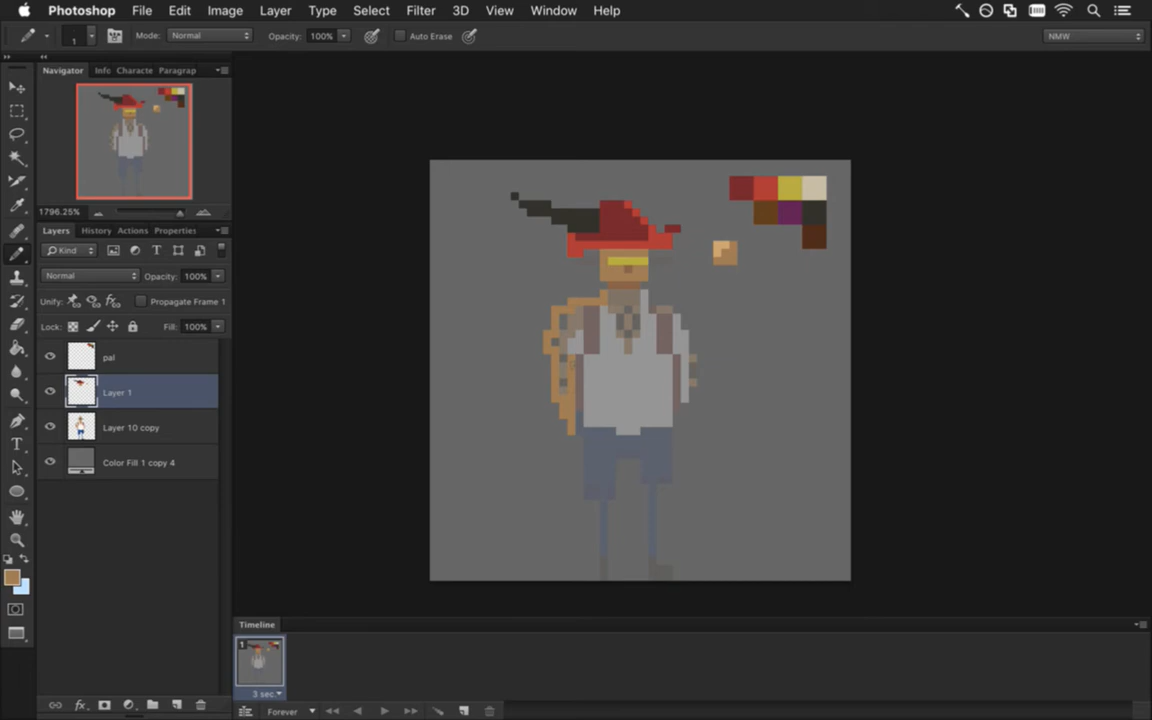 Photoshop File Edit Image Layer Type Select Filter 3D View Window Help
1 Mode: Normal Opacity: 100% Auto Erase NMW
Navigator Info Characte Paragrap
1796.25%
Layers History Actions Properties
Kind
Normal Opacity: 100%
Unify: Propagate Frame 1
Lock: Fill: 100%
pal
Layer 1
Layer 10 copy
Color Fill 1 copy 4
fx
Timeline
1
3 sec.
Forever